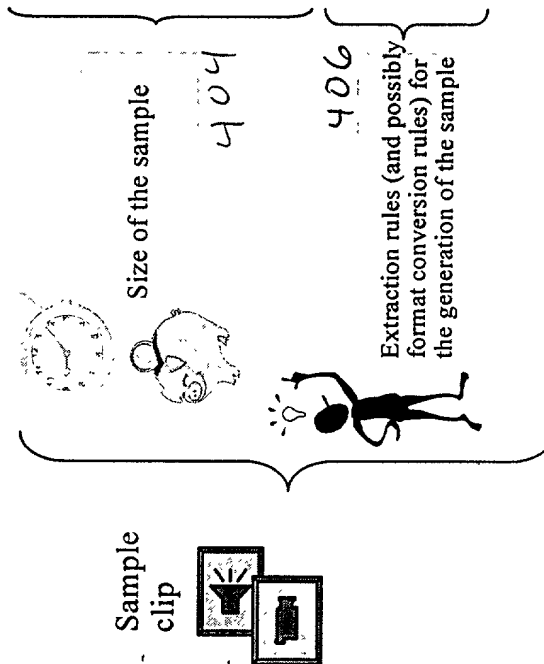 Sample
clip
Size of the sample
404
406
Extraction rules (and possibly
format conversion rules) for
the generation of the sample